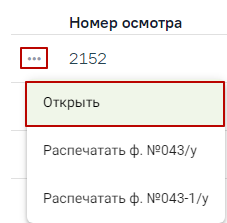 Номер осмотра
2152
Открыть
Распечатать ф. №043/у
Распечатать ф. №043-1/у